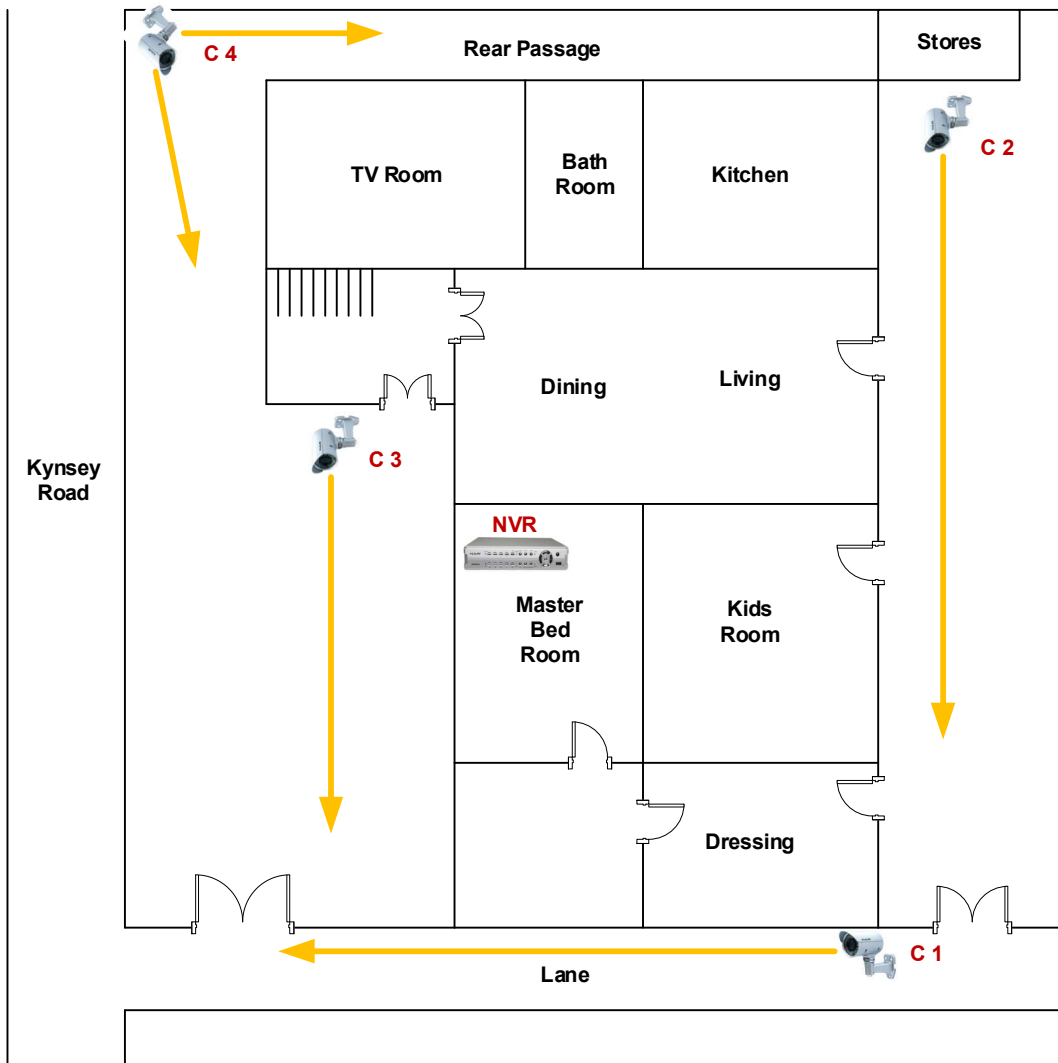 C 4
Rear Passage
Stores
C 2
TV Room
Bath
Room
Kitchen
Dining
Living
Kynsey
Road
C 3
NVR
Master
Bed
Room
Kids
Room
Dressing
C 1
Lane